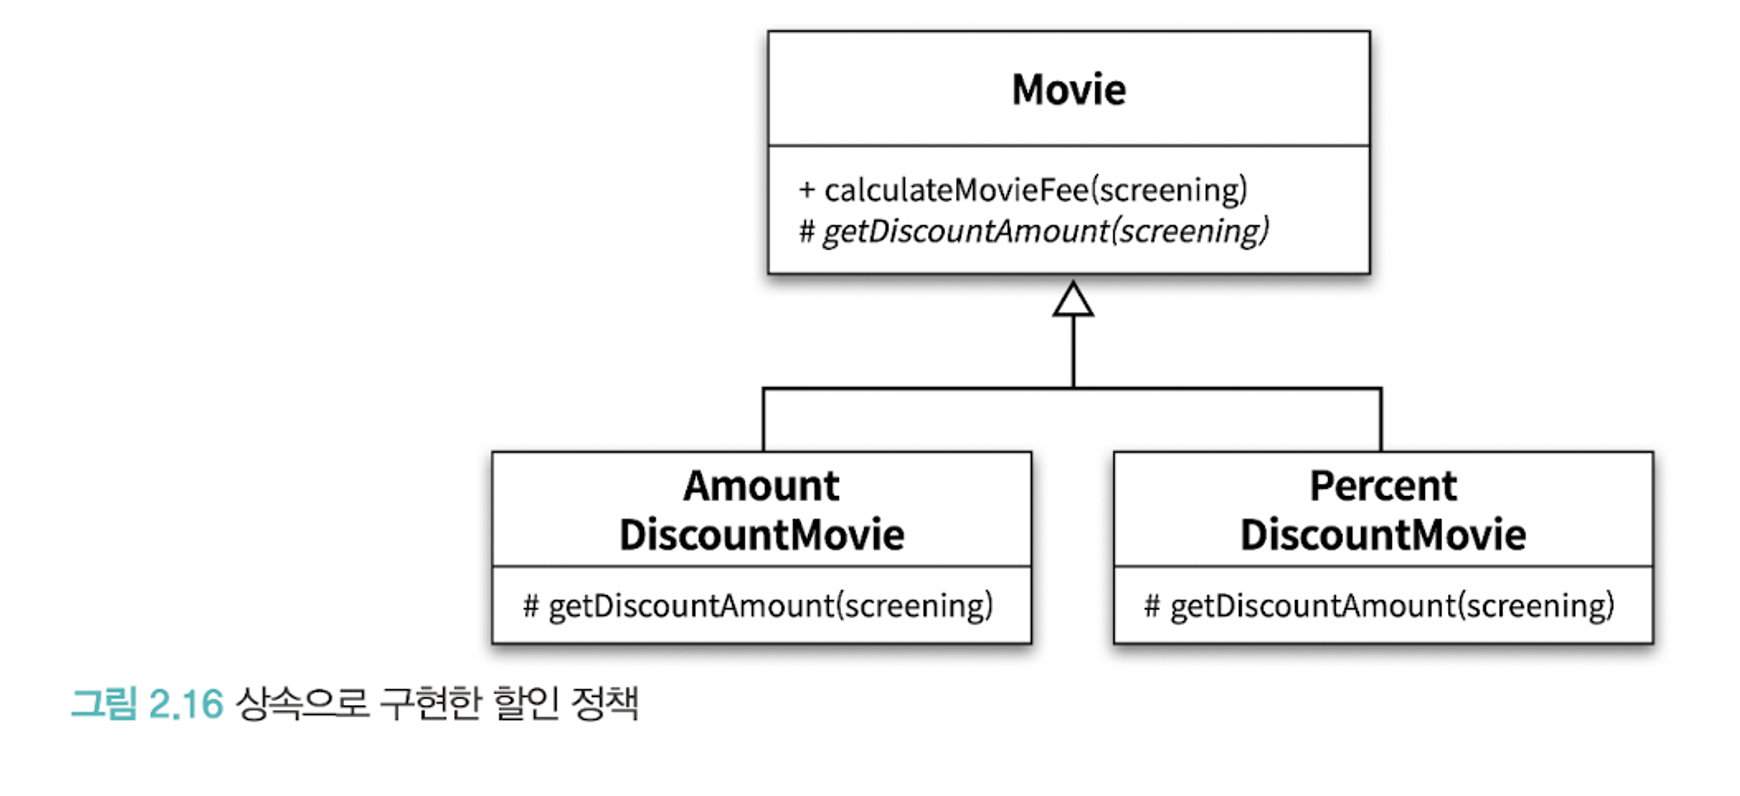 Movie
+ calculateMovieFee(screening)
# getDiscountAmount(screening)
Amount
DiscountMovie
# getDiscountAmount(screening)
Percent
DiscountMovie
# getDiscountAmount(screening)
그림 2.16 상속으로 구현한 할인 정책